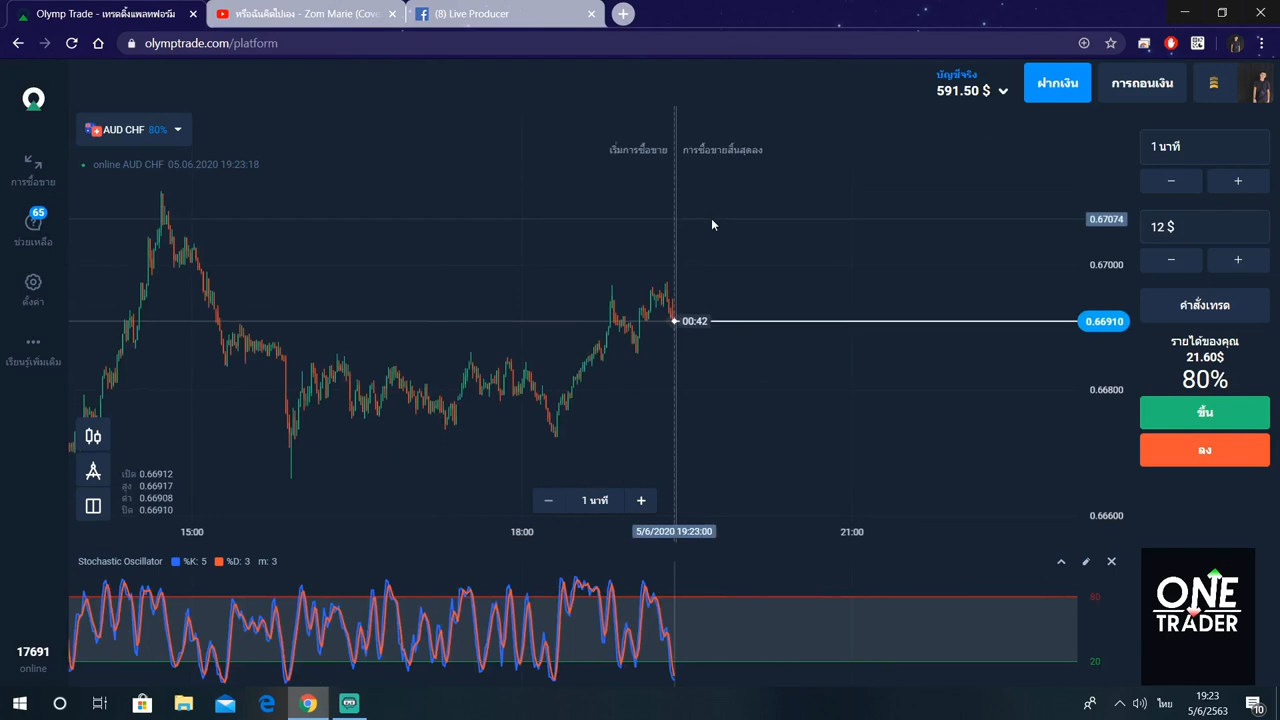 Olymp Trade - เทรดดิ้งแพลทฟอร์ม
หรือฉันคิดไปเอง - Zom Marie (Cove
(8) Live Producer
olymptrade.com/platform
บัญชีจริง
591.50 $
ฝากเงิน
การถอนเงิน
AUD CHF 80%
online AUD CHF 05.06.2020 19:23:18
เริ่มการซื้อขาย
การซื้อขายสิ้นสุดลง
การซื้อขาย
65
ช่วยเหลือ
ตั้งค่า
เรียนรู้เพิ่มเติม
17691
online
0.67074
0.67000
00:42
0.66910
0.66800
0.66600
เปิด 0.66912
สูง 0.66917
ต่ำ 0.66908
ปิด 0.66910
1 นาที
15:00
18:00
5/6/2020 19:23:00
21:00
Stochastic Oscillator %K: 5 %D: 3 m: 3
80
20
1 นาที
12 $
คำสั่งเทรด
รายได้ของคุณ
21.60$
80%
ขึ้น
ลง
ONE
TRADER
ไทย
19:23
5/6/2563
10